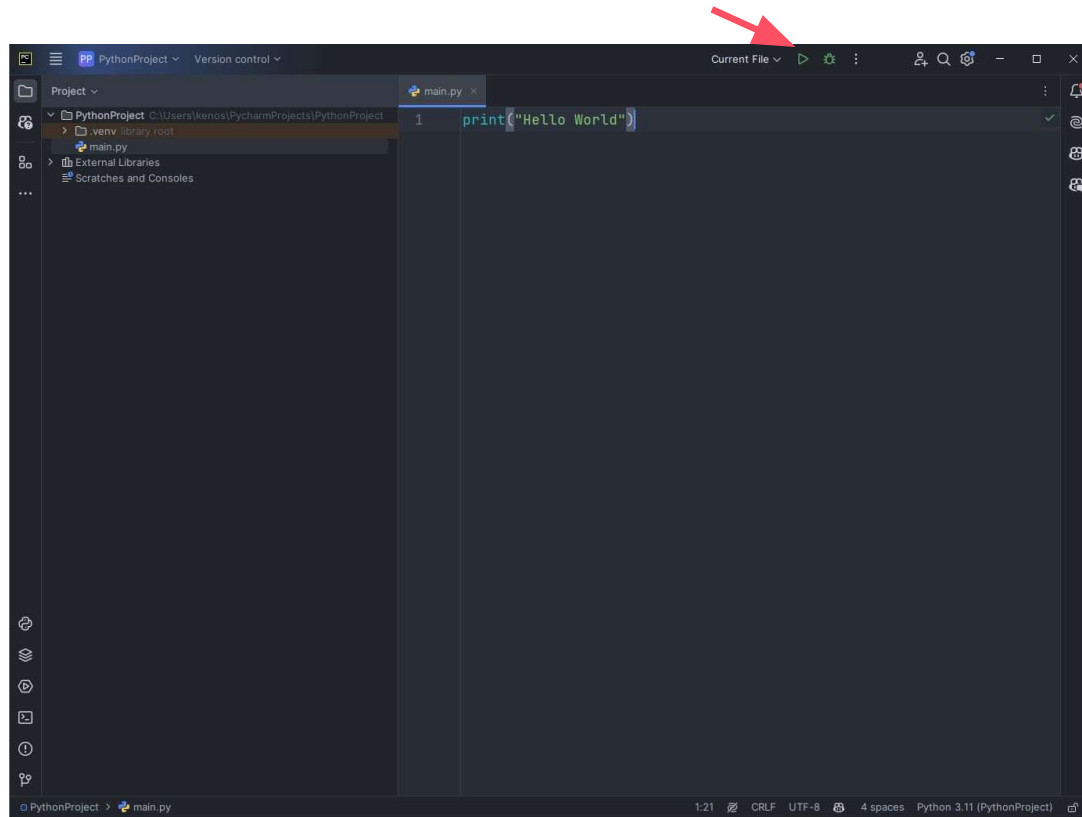 PC PP PythonProject Version control Current File
Project main.py
PythonProject C:\Users\kenos\PycharmProjects\PythonProject
.venv library root
main.py
External Libraries
Scratches and Consoles
1 print("Hello World")
PythonProject > main.py 1:21 CRLF UTF-8 4 spaces Python 3.11 (PythonProject)